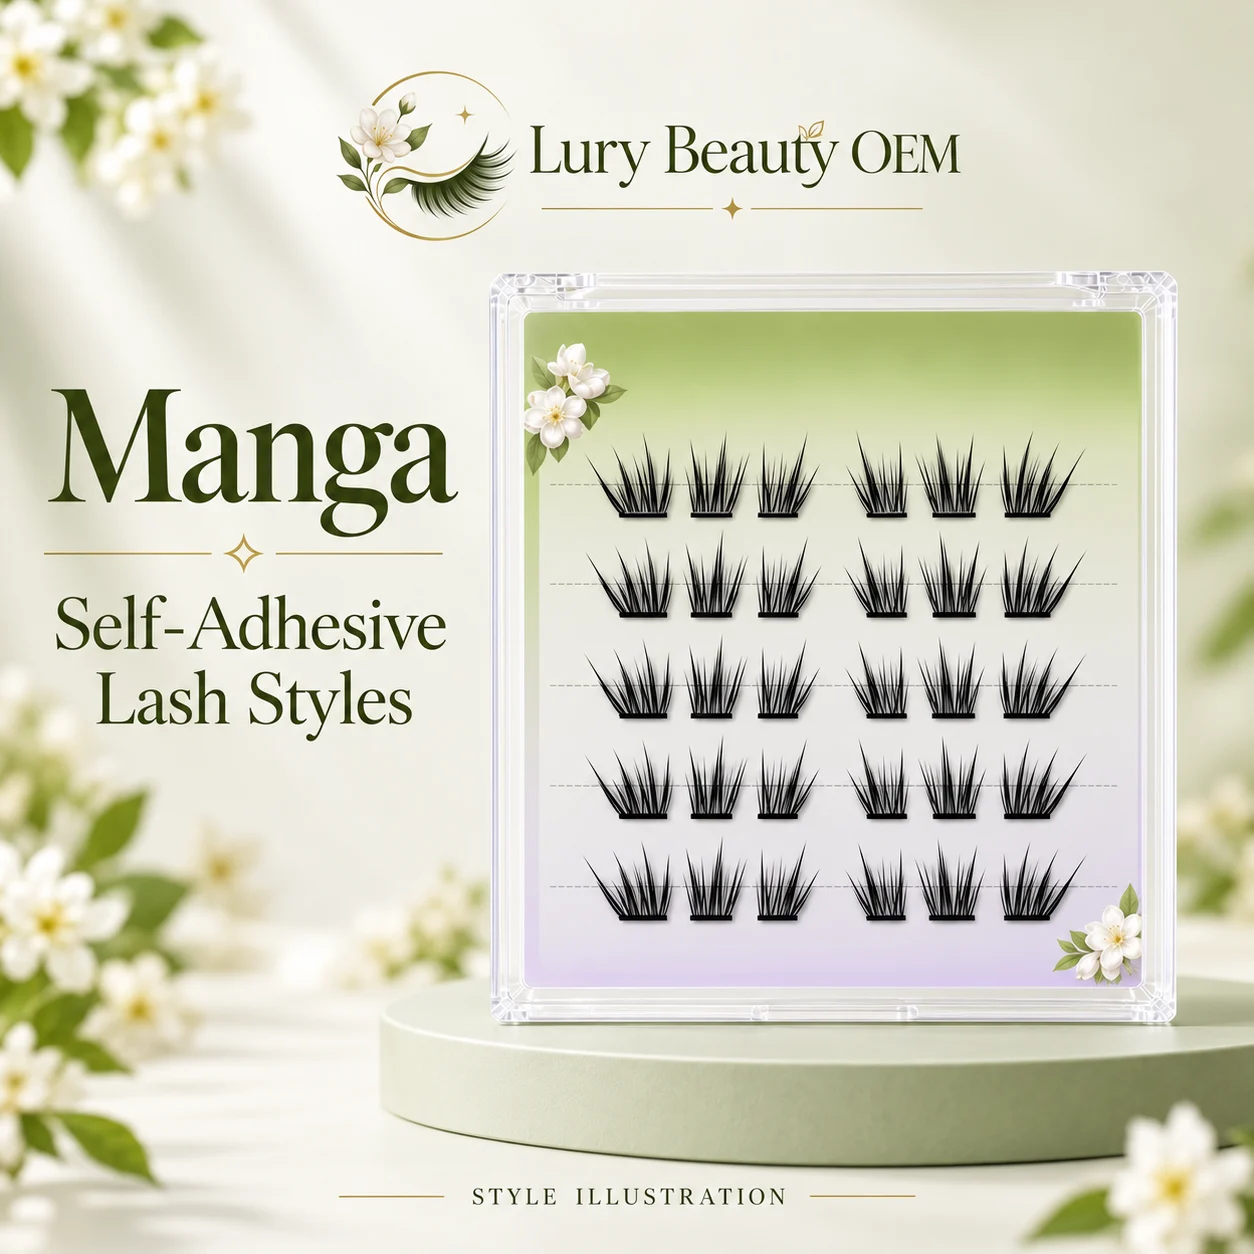 Lury Beauty OEM
Manga
Self-Adhesive
Lash Styles
STYLE ILLUSTRATION